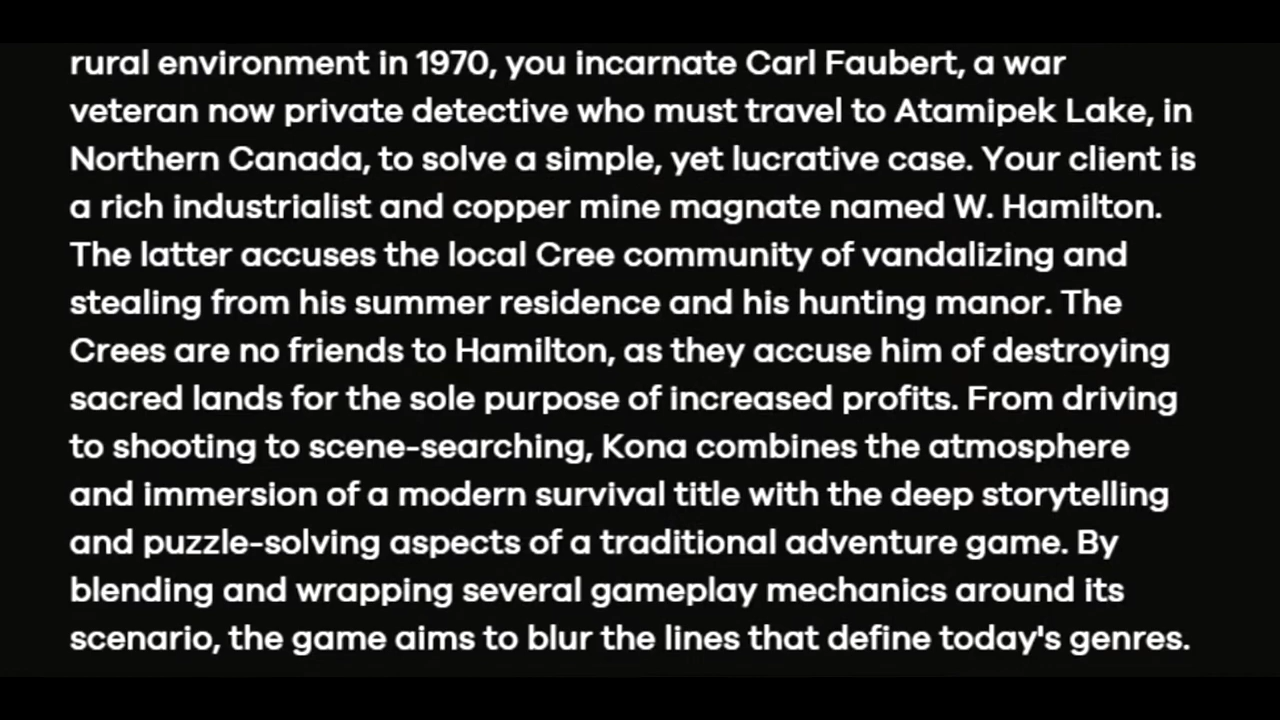 rural environment in 1970, you incarnate Carl Faubert, a war
veteran now private detective who must travel to Atamipek Lake, in
Northern Canada, to solve a simple, yet lucrative case. Your client is
a rich industrialist and copper mine magnate named W. Hamilton.
The latter accuses the local Cree community of vandalizing and
stealing from his summer residence and his hunting manor. The
Crees are no friends to Hamilton, as they accuse him of destroying
sacred lands for the sole purpose of increased profits. From driving
to shooting to scene-searching, Kona combines the atmosphere
and immersion of a modern survival title with the deep storytelling
and puzzle-solving aspects of a traditional adventure game. By
blending and wrapping several gameplay mechanics around its
scenario, the game aims to blur the lines that define today's genres.